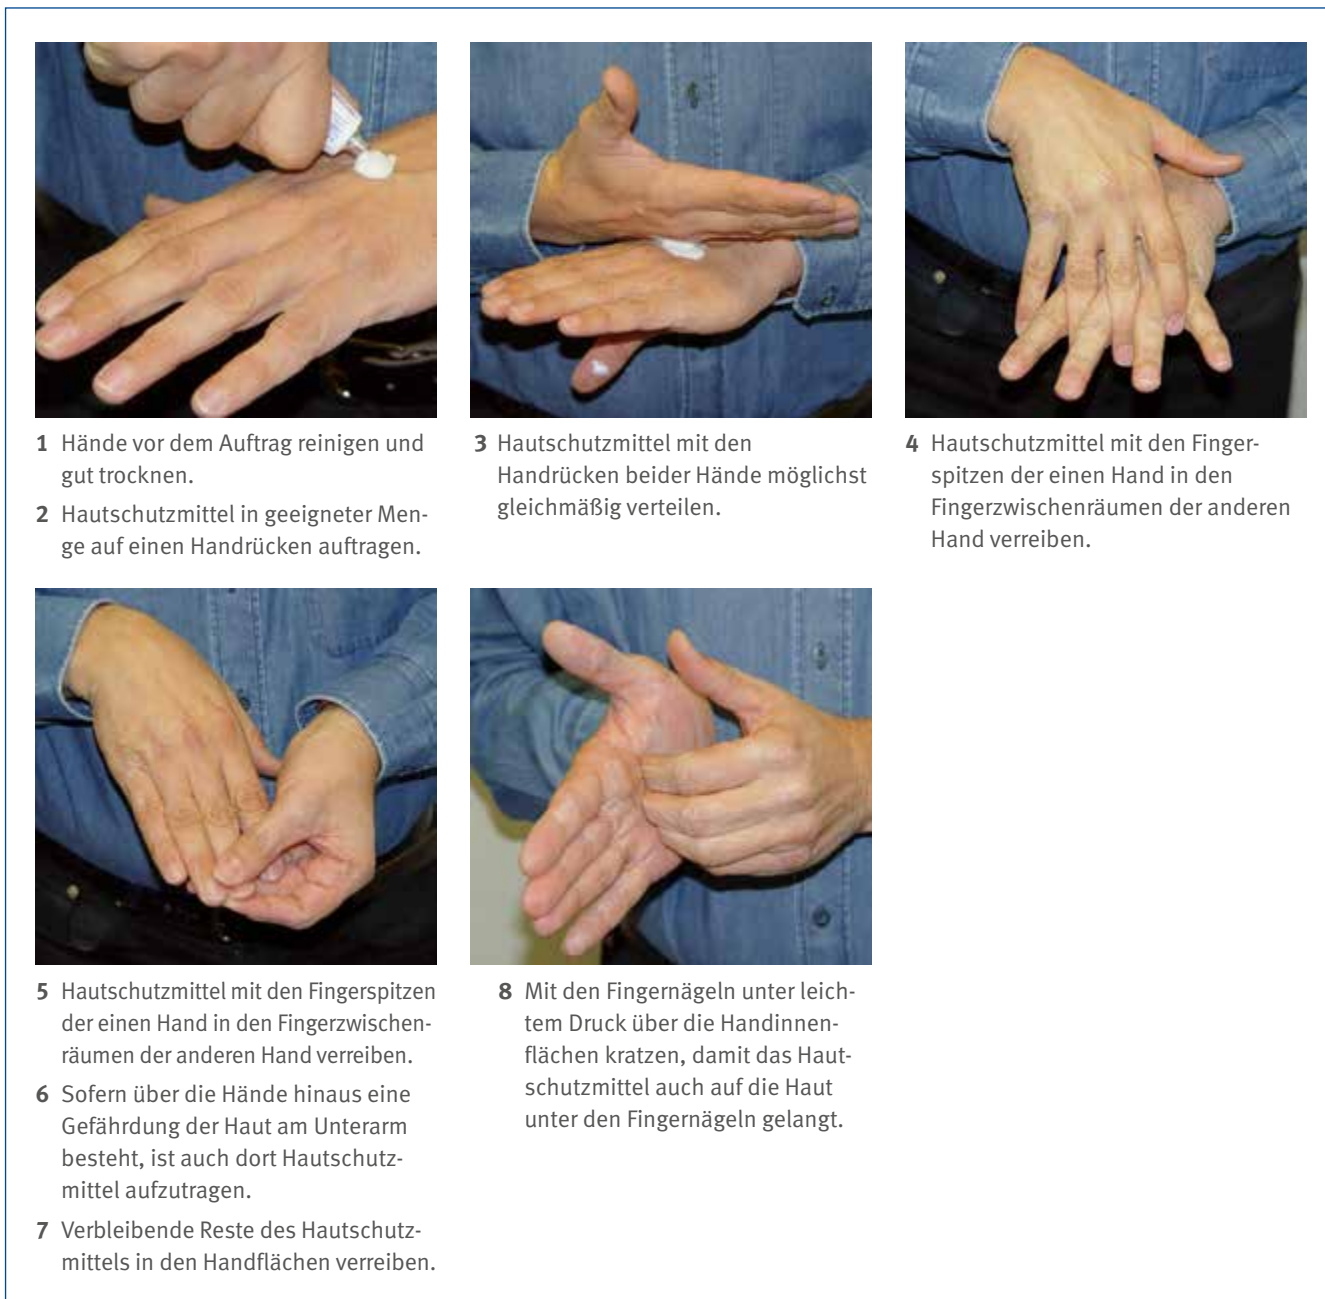 1 Hände vor dem Auftrag reinigen und
gut trocknen.
2 Hautschutzmittel in geeigneter Men-
ge auf einen Handrücken auftragen.
3 Hautschutzmittel mit den
Handrücken beider Hände möglichst
gleichmäßig verteilen.
4 Hautschutzmittel mit den Finger-
spitzen der einen Hand in den
Fingerzwischenräumen der anderen
Hand verreiben.
5 Hautschutzmittel mit den Fingerspitzen
der einen Hand in den Fingerzwischen-
räumen der anderen Hand verreiben.
6 Sofern über die Hände hinaus eine
Gefährdung der Haut am Unterarm
besteht, ist auch dort Hautschutz-
mittel aufzutragen.
7 Verbleibende Reste des Hautschutz-
mittels in den Handflächen verreiben.
8 Mit den Fingernägeln unter leich-
tem Druck über die Handinnen-
flächen kratzen, damit das Haut-
schutzmittel auch auf die Haut
unter den Fingernägeln gelangt.